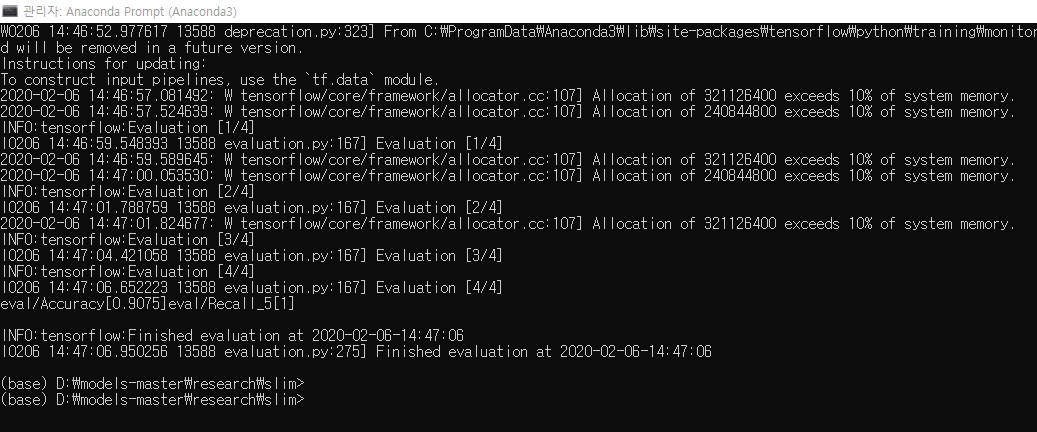 관리자: Anaconda Prompt (Anaconda3)
W0206 14:46:52.977617 13588 deprecation.py:323] From C:₩ProgramData₩Anaconda3₩lib₩site-packages₩tensorflow₩python₩training₩monitor
d will be removed in a future version.
Instructions for updating:
To construct input pipelines, use the `tf.data` module.
2020-02-06 14:46:57.081492: W tensorflow/core/framework/allocator.cc:107] Allocation of 321126400 exceeds 10% of system memory.
2020-02-06 14:46:57.524639: W tensorflow/core/framework/allocator.cc:107] Allocation of 240844800 exceeds 10% of system memory.
INFO:tensorflow:Evaluation [1/4]
I0206 14:46:59.548393 13588 evaluation.py:167] Evaluation [1/4]
2020-02-06 14:46:59.589645: W tensorflow/core/framework/allocator.cc:107] Allocation of 321126400 exceeds 10% of system memory.
2020-02-06 14:47:00.053530: W tensorflow/core/framework/allocator.cc:107] Allocation of 240844800 exceeds 10% of system memory.
INFO:tensorflow:Evaluation [2/4]
I0206 14:47:01.788759 13588 evaluation.py:167] Evaluation [2/4]
2020-02-06 14:47:01.824677: W tensorflow/core/framework/allocator.cc:107] Allocation of 321126400 exceeds 10% of system memory.
INFO:tensorflow:Evaluation [3/4]
I0206 14:47:04.421058 13588 evaluation.py:167] Evaluation [3/4]
INFO:tensorflow:Evaluation [4/4]
I0206 14:47:06.652223 13588 evaluation.py:167] Evaluation [4/4]
eval/Accuracy[0.9075]eval/Recall_5[1]
INFO:tensorflow:Finished evaluation at 2020-02-06-14:47:06
I0206 14:47:06.950256 13588 evaluation.py:275] Finished evaluation at 2020-02-06-14:47:06
(base) D:₩models-master₩research₩slim>
(base) D:₩models-master₩research₩slim>